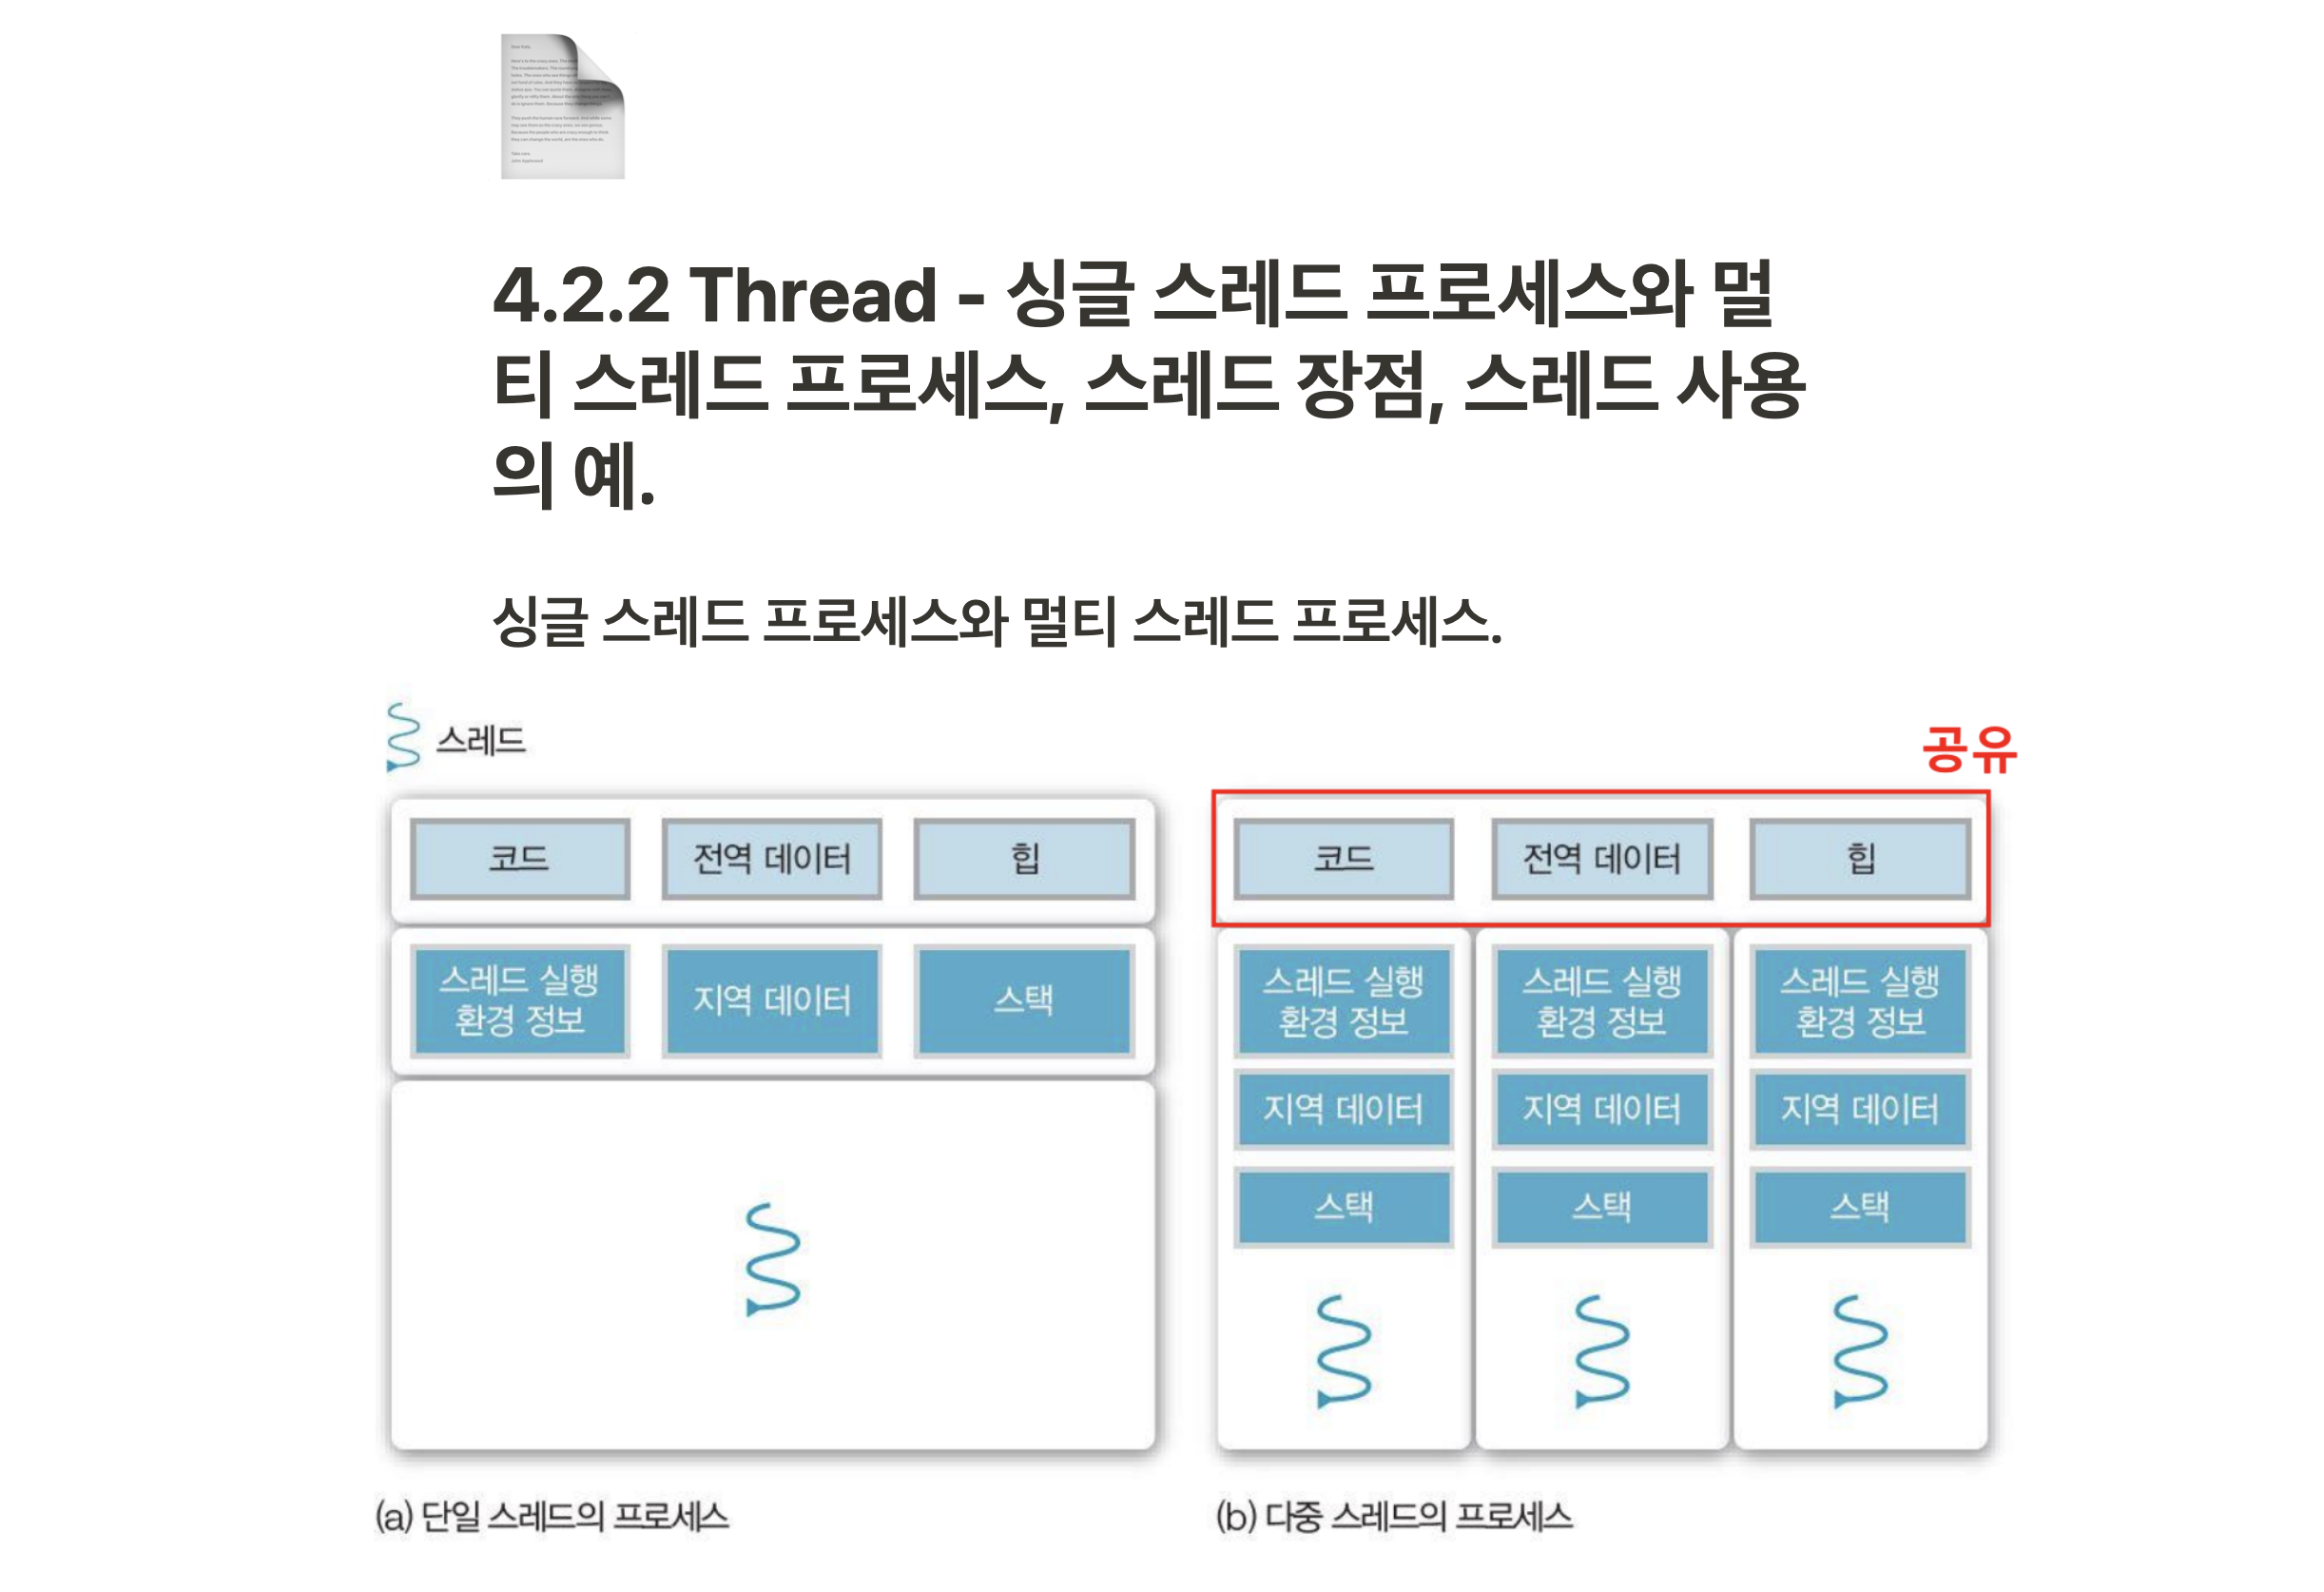 4.2.2 Thread - 싱글 스레드 프로세스와 멀
티 스레드 프로세스, 스레드 장점, 스레드 사용
의 예.
싱글 스레드 프로세스와 멀티 스레드 프로세스.
스레드
공유
코드 전역 데이터 힙
스레드 실행
환경 정보
지역 데이터
스택
(a) 단일 스레드의 프로세스
코드 전역 데이터 힙
스레드 실행
환경 정보
스레드 실행
환경 정보
스레드 실행
환경 정보
지역 데이터 지역 데이터 지역 데이터
스택 스택 스택
(b) 다중 스레드의 프로세스